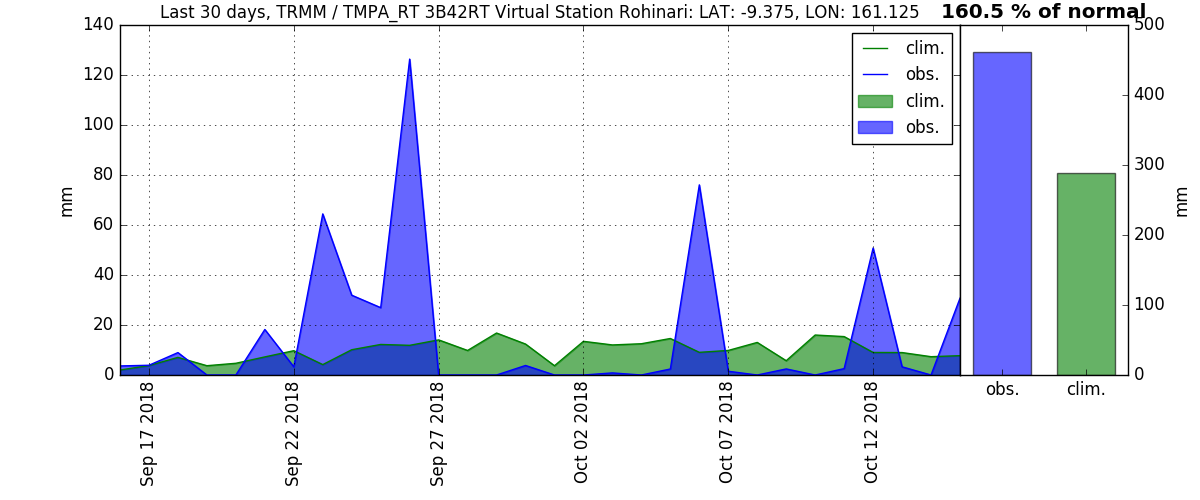 Last 30 days, TRMM / TMPA_RT 3B42RT Virtual Station Rohinari: LAT: -9.375, LON: 161.125
160.5 % of normal
140
120
100
80
60
40
20
0
mm
clim.
obs.
clim.
obs.
500
400
300
200
100
0
mm
Sep 17 2018
Sep 22 2018
Sep 27 2018
Oct 02 2018
Oct 07 2018
Oct 12 2018
obs.
clim.